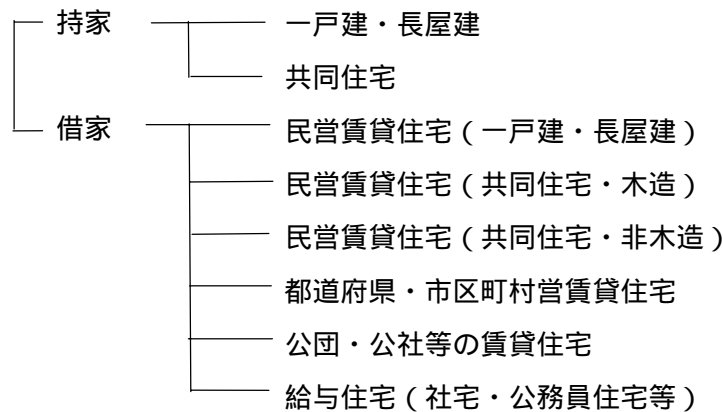 持家 一戸建・長屋建
共同住宅
借家 民営賃貸住宅(一戸建・長屋建)
民営賃貸住宅(共同住宅・木造)
民営賃貸住宅(共同住宅・非木造)
都道府県・市区町村営賃貸住宅
公団・公社等の賃貸住宅
給与住宅(社宅・公務員住宅等)